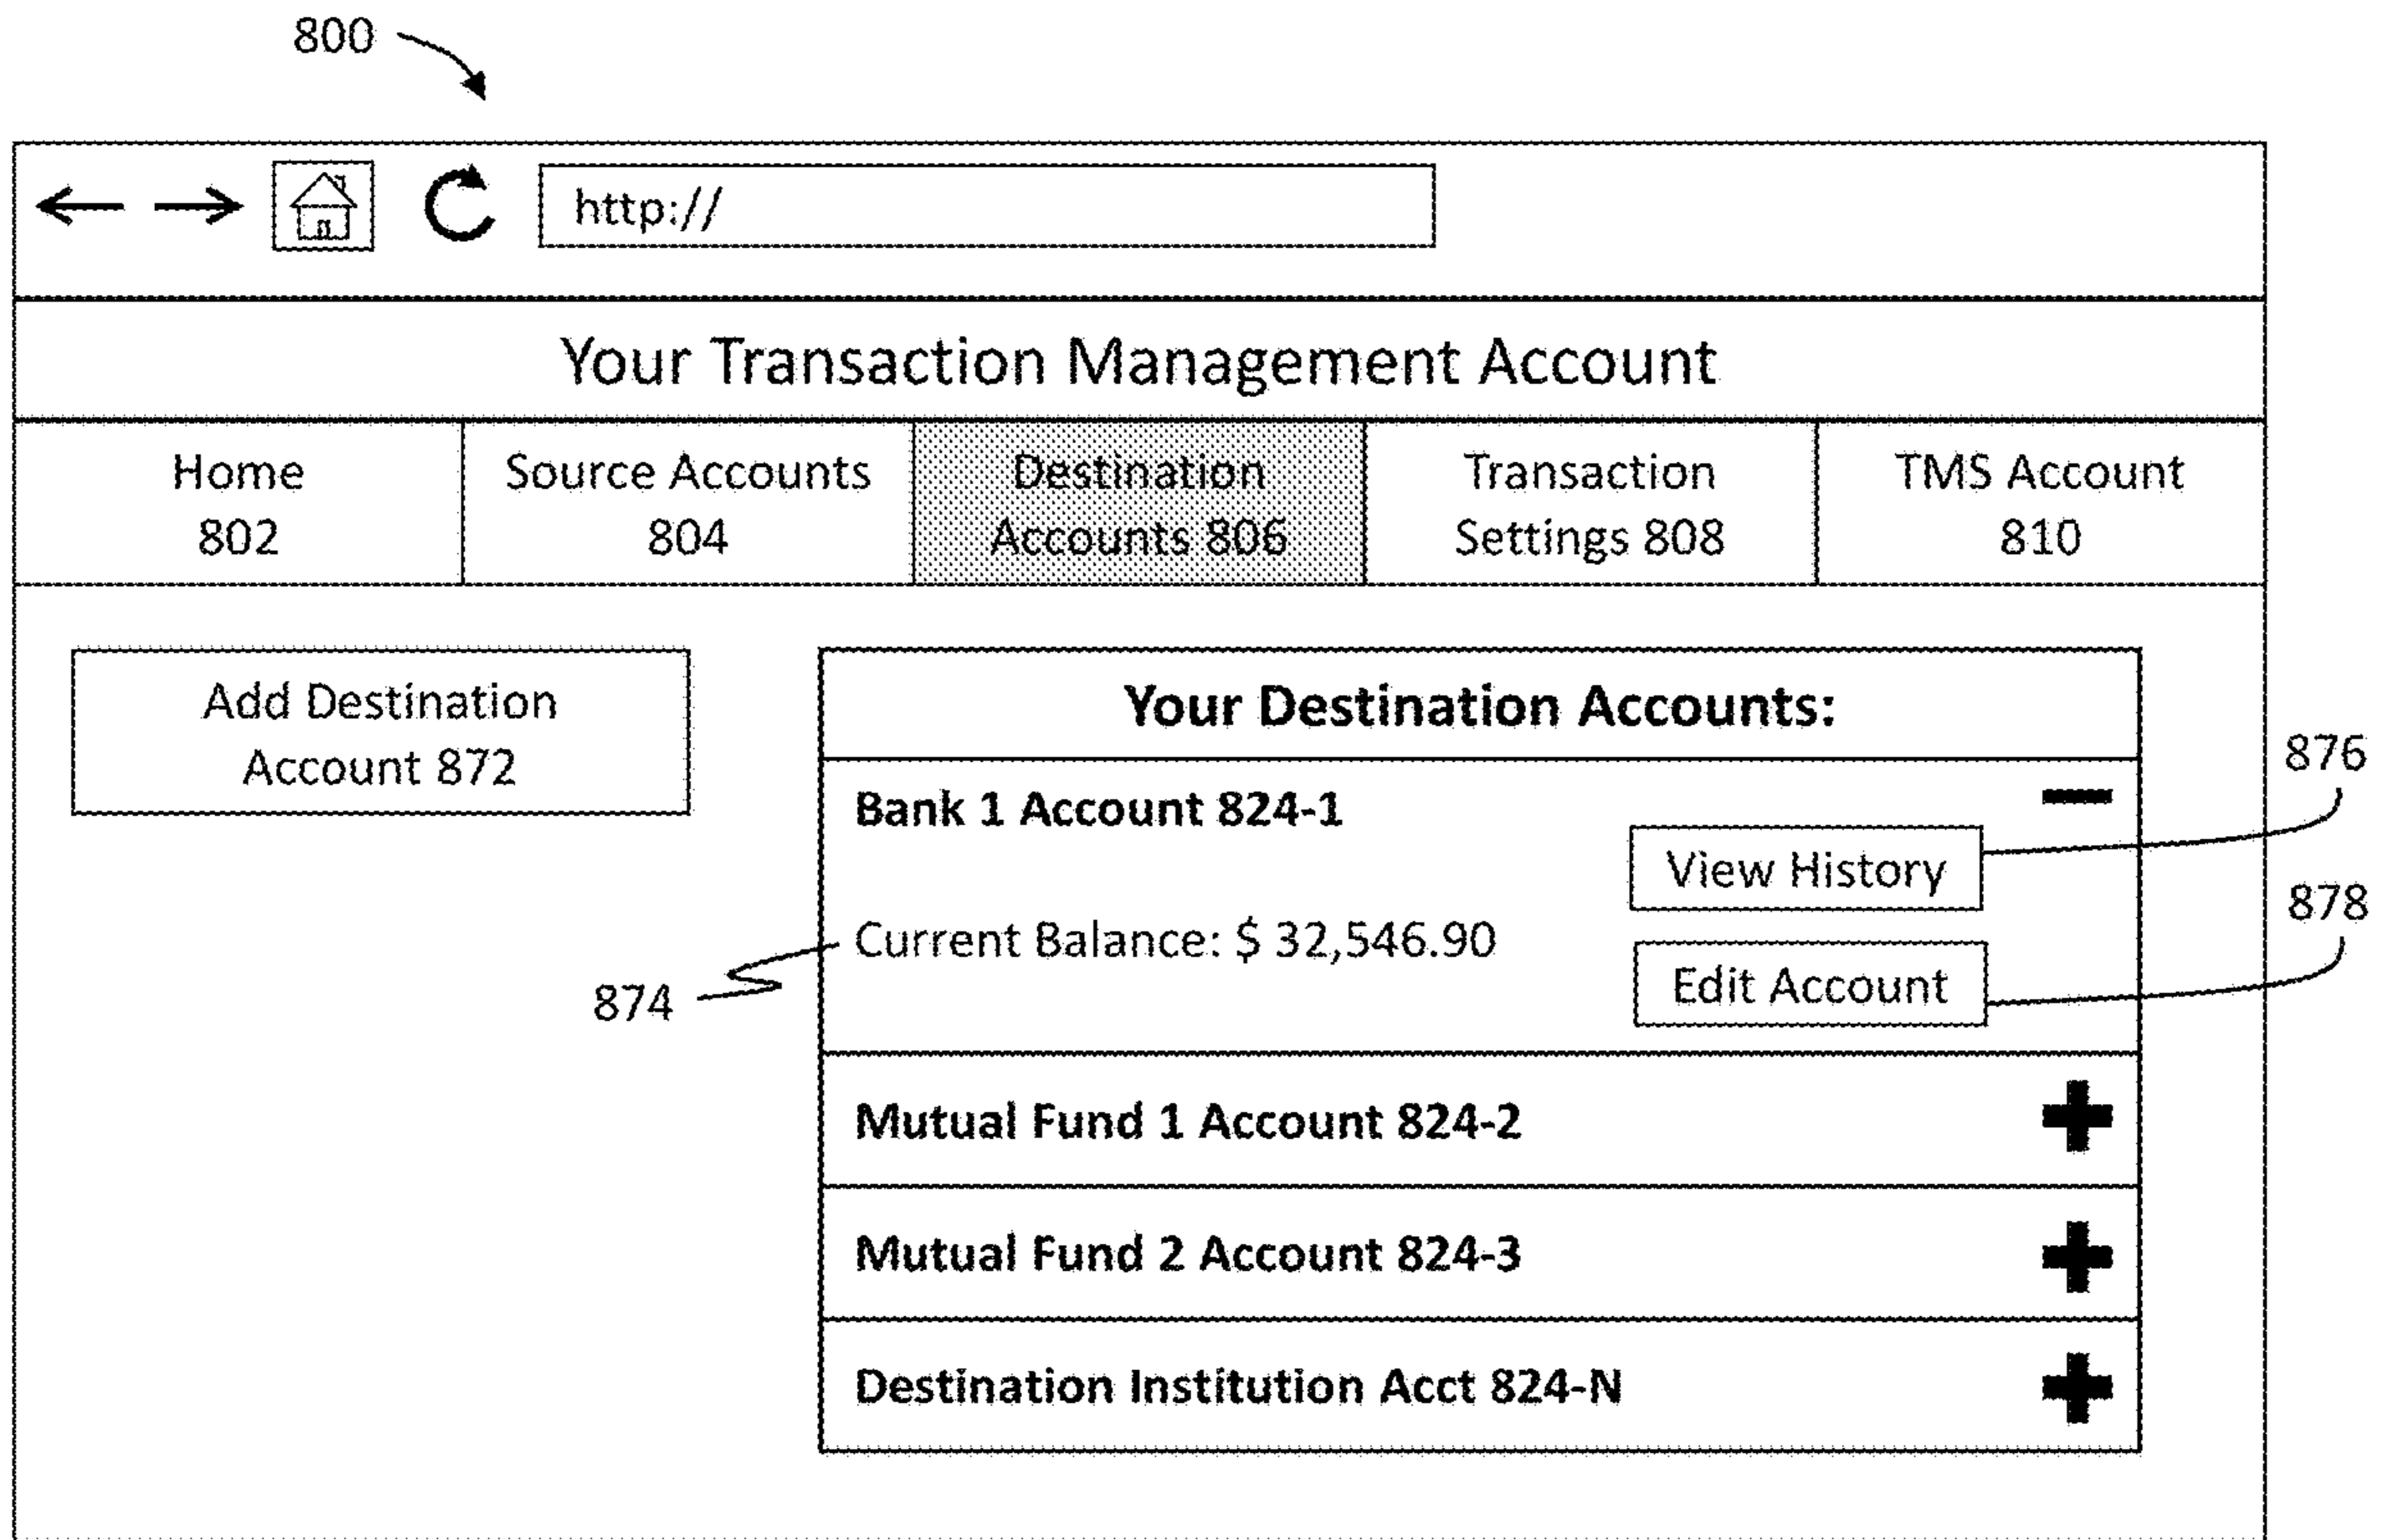 800
http://
Your Transaction Management Account
Home
802
Source Accounts
804
Destination
Accounts 806
Transaction
Settings 808
TMS Account
810
Add Destination
Account 872
Your Destination Accounts:
876
Bank 1 Account 824-1
View History
878
Current Balance: $ 32,546.90
Edit Account
874
Mutual Fund 1 Account 824-2
Mutual Fund 2 Account 824-3
Destination Institution Acct 824-N